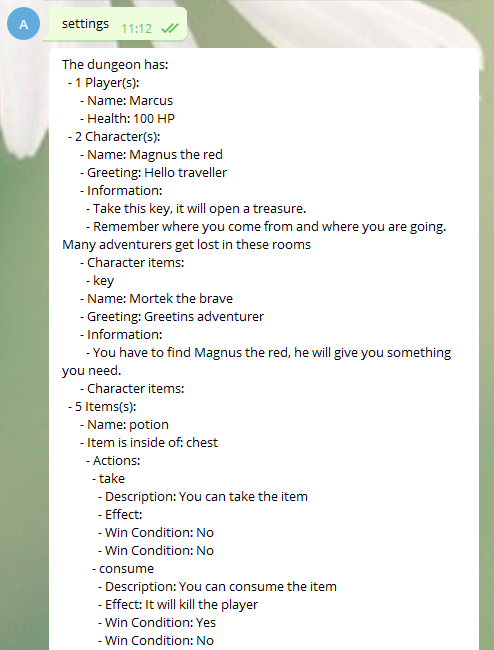 A
settings 11:12
The dungeon has:
- 1 Player(s):
- Name: Marcus
- Health: 100 HP
- 2 Character(s):
- Name: Magnus the red
- Greeting: Hello traveller
- Information:
- Take this key, it will open a treasure.
- Remember where you come from and where you are going.
Many adventurers get lost in these rooms
- Character items:
- key
- Name: Mortek the brave
- Greeting: Greetins adventurer
- Information:
- You have to find Magnus the red, he will give you something
you need.
- Character items:
- 5 Items(s):
- Name: potion
- Item is inside of: chest
- Actions:
- take
- Description: You can take the item
- Effect:
- Win Condition: No
- Win Condition: No
- consume
- Description: You can consume the item
- Effect: It will kill the player
- Win Condition: Yes
- Win Condition: No